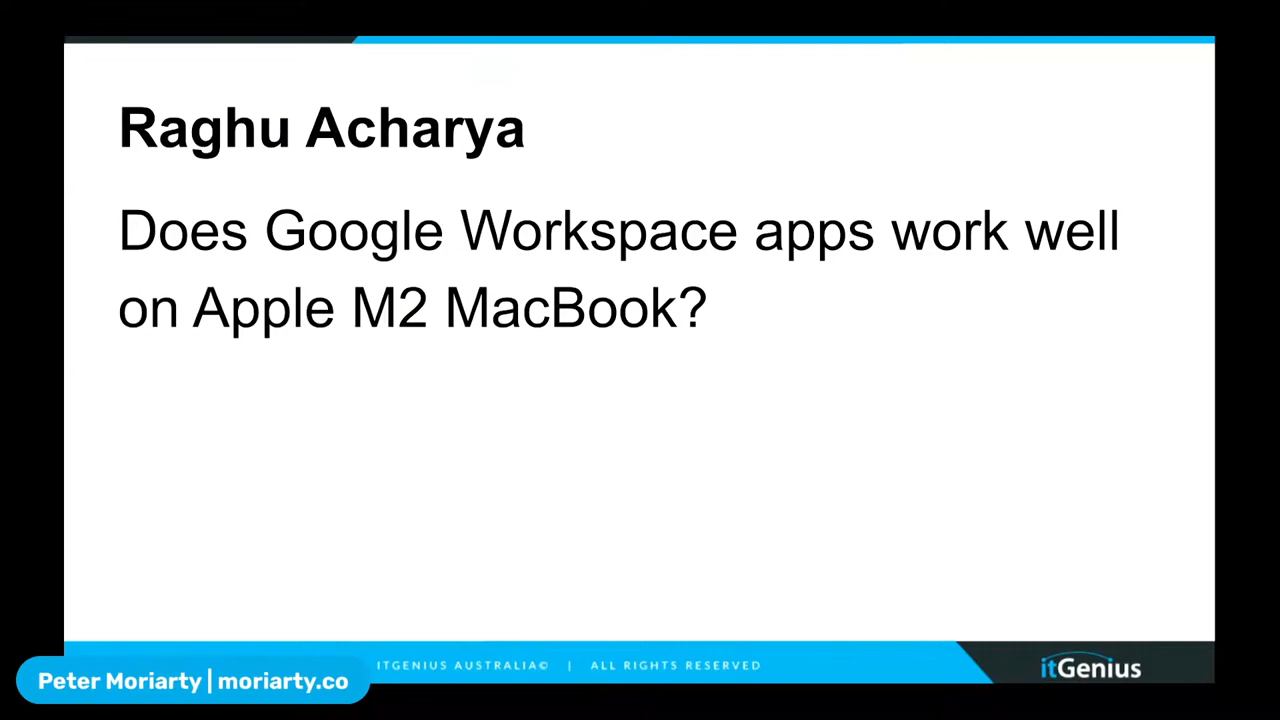 Raghu Acharya
Does Google Workspace apps work well
on Apple M2 MacBook?
ITGENIUS AUSTRALIA© | ALL RIGHTS RESERVED
itGenius
Peter Moriarty | moriarty.co